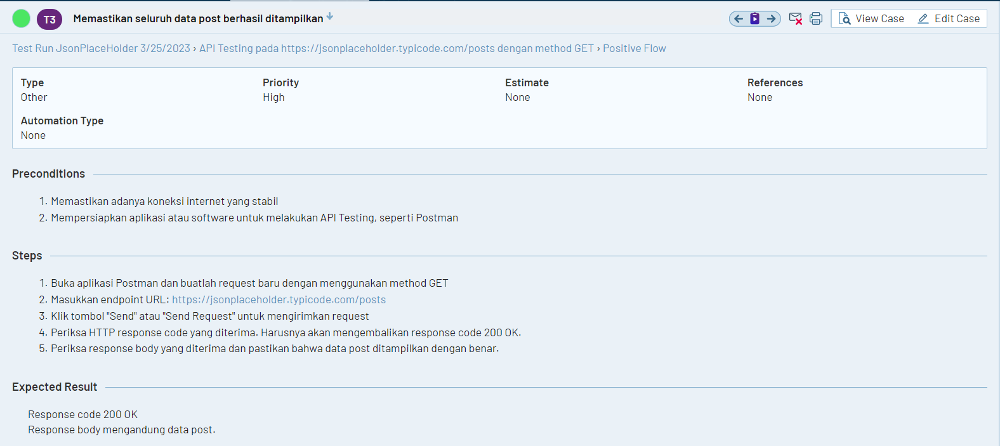 T3 Memastikan seluruh data post berhasil ditampilkan View Case Edit Case
Test Run JsonPlaceHolder 3/25/2023 › API Testing pada https://jsonplaceholder.typicode.com/posts dengan method GET › Positive Flow
Type Priority Estimate References
Other High None None
Automation Type
None
Preconditions
1. Memastikan adanya koneksi internet yang stabil
2. Mempersiapkan aplikasi atau software untuk melakukan API Testing, seperti Postman
Steps
1. Buka aplikasi Postman dan buatlah request baru dengan menggunakan method GET
2. Masukkan endpoint URL: https://jsonplaceholder.typicode.com/posts
3. Klik tombol "Send" atau "Send Request" untuk mengirimkan request
4. Periksa HTTP response code yang diterima. Harusnya akan mengembalikan response code 200 OK.
5. Periksa response body yang diterima dan pastikan bahwa data post ditampilkan dengan benar.
Expected Result
Response code 200 OK
Response body mengandung data post.